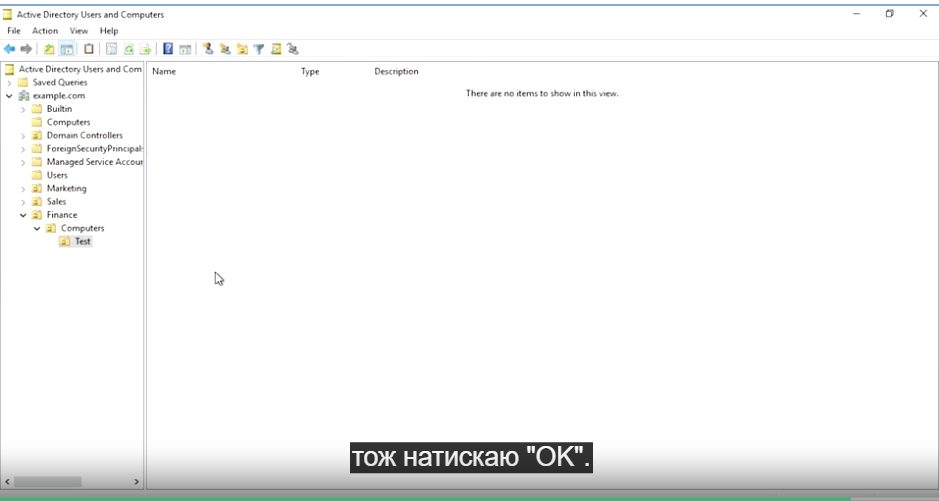 Active Directory Users and Computers
File Action View Help
Active Directory Users and Com
Name Type Description
Saved Queries
There are no items to show in this view.
example.com
Builtin
Computers
Domain Controllers
ForeignSecurityPrincipals
Managed Service Accour
Users
Marketing
Sales
Finance
Computers
Test
тож натискаю "ОК".